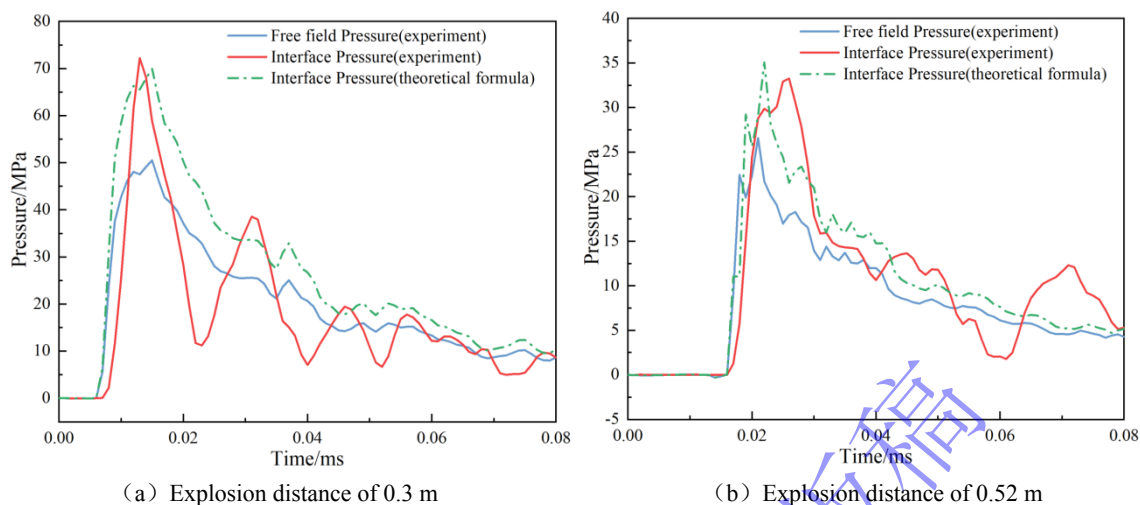 80
70
60
50
40
30
20
10
0
Pressure/MPa
Free field Pressure(experiment)
Interface Pressure(experiment)
Interface Pressure(theoretical formula)
0.00 0.02 0.04 0.06 0.08
Time/ms
（a）Explosion distance of 0.3 m
40
35
30
25
20
15
10
5
0
-5
Pressure/MPa
Free field Pressure(experiment)
Interface Pressure(experiment)
Interface Pressure(theoretical formula)
0.00 0.02 0.04 0.06 0.08
Time/ms
（b）Explosion distance of 0.52 m
稿